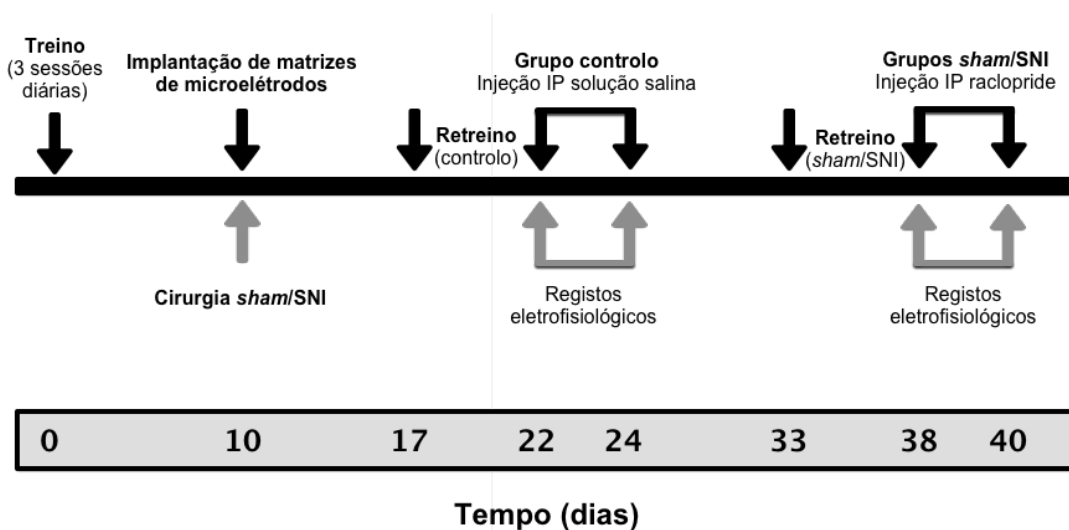 Treino
(3 sessões
diárias)
Implantação de matrizes
de microelétrodos
Retreino
(controlo)
Grupo controlo
Injeção IP solução salina
Retreino
(sham/SNI)
Grupos sham/SNI
Injeção IP raclopride
Cirurgia sham/SNI
Registos
eletrofisiológicos
Registos
eletrofisiológicos
0 10 17 22 24 33 38 40
Tempo (dias)